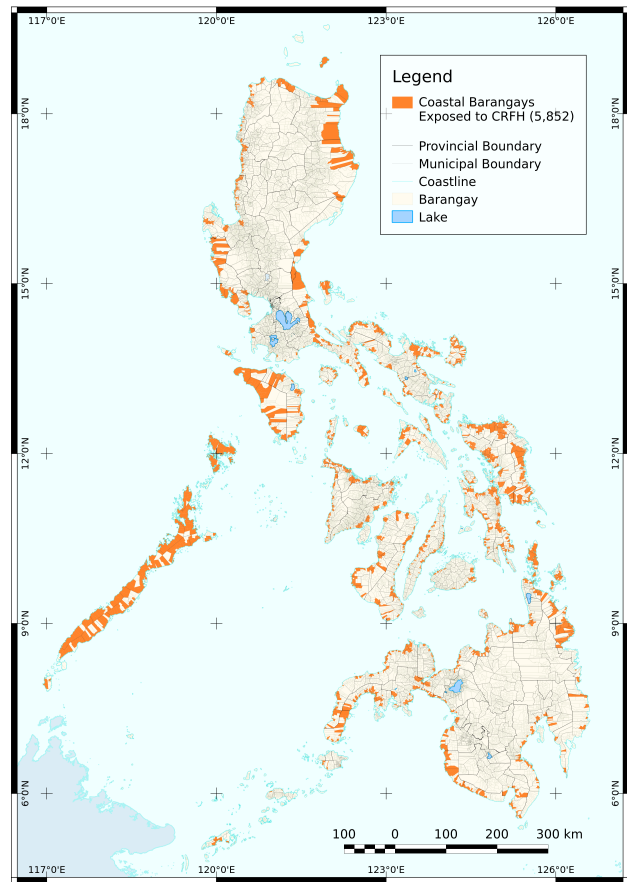 117°0'E 120°0'E 123°0'E 126°0'E
Legend
Coastal Barangays
Exposed to CRFH (5,852)
Provincial Boundary
Municipal Boundary
Coastline
Barangay
Lake
18°0'N 18°0'N
15°0'N 15°0'N
12°0'N 12°0'N
9°0'N 9°0'N
6°0'N 6°0'N
100 0 100 200 300 km
117°0'E 120°0'E 123°0'E 126°0'E